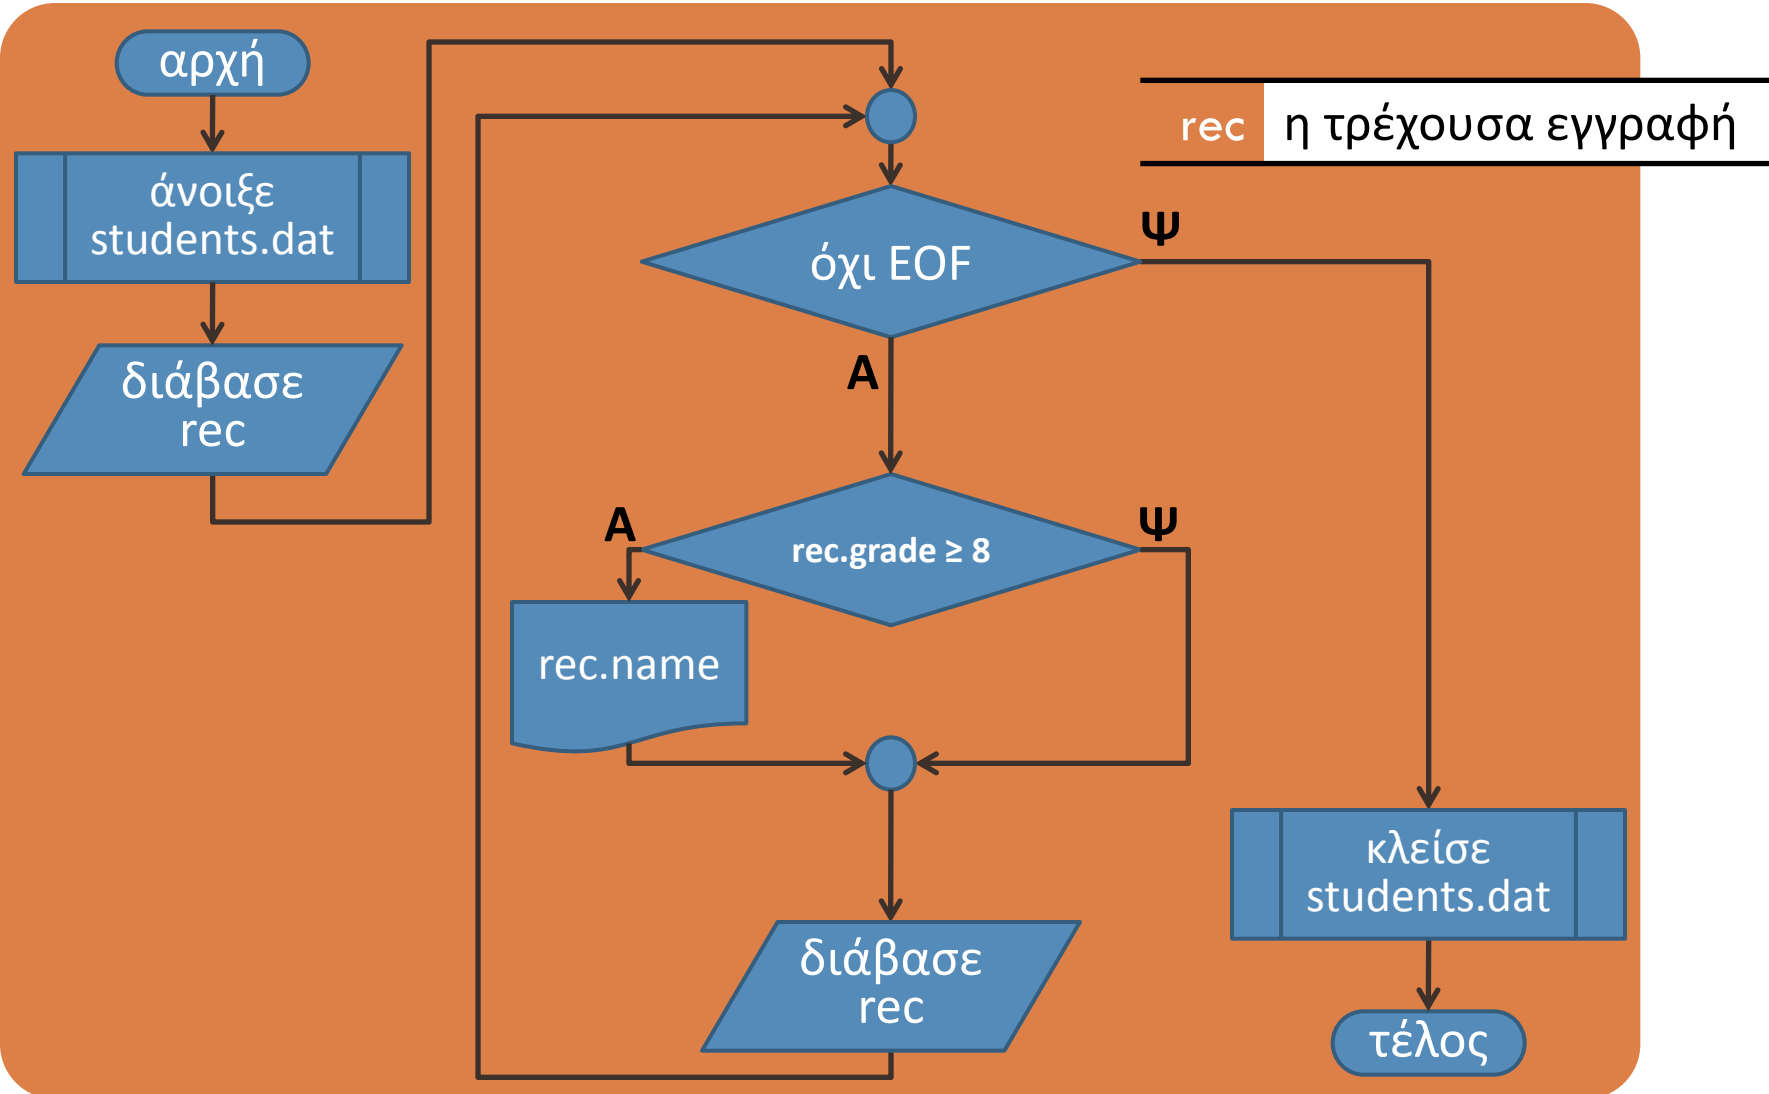 αρχή
άνοιξε
students.dat
διάβασε
rec
rec η τρέχουσα εγγραφή
όχι EOF
Ψ
Α
rec.grade ≥ 8
Α
Ψ
rec.name
διάβασε
rec
κλείσε
students.dat
τέλος